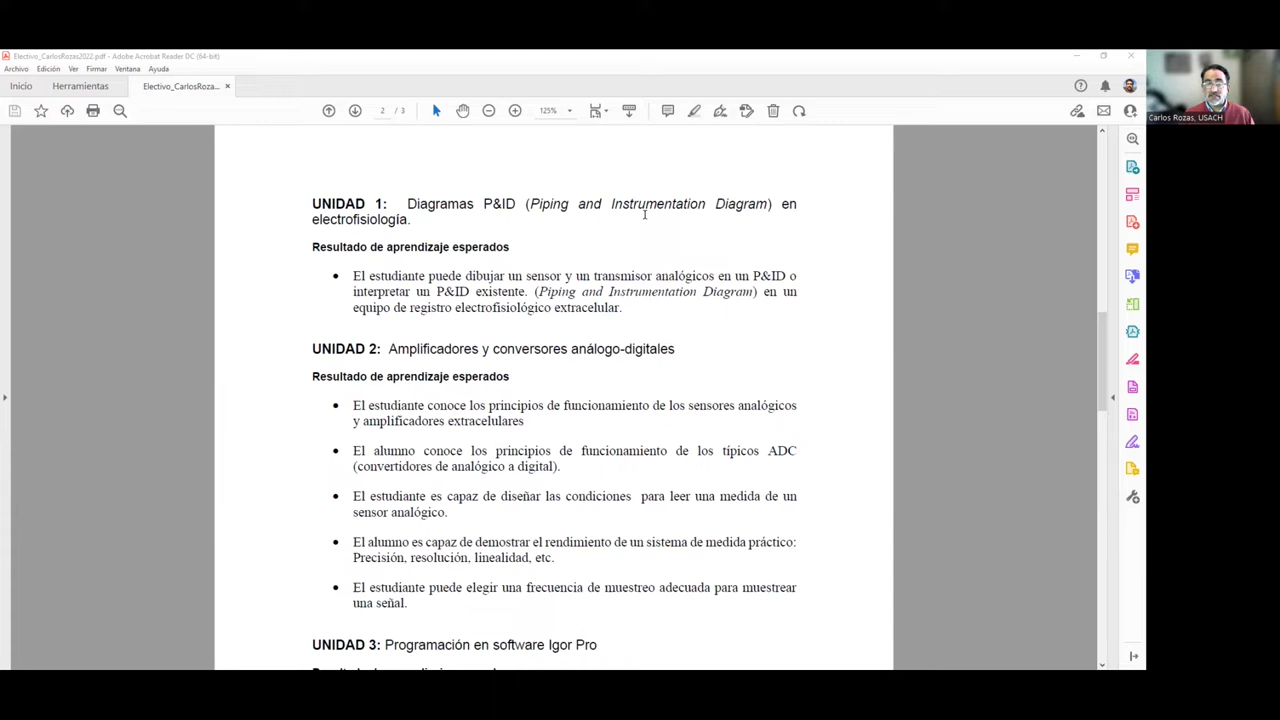 Electivo_CarlosRozas2022.pdf - Adobe Acrobat Reader DC (64-bit)
Archivo Edición Ver Firmar Ventana Ayuda
Inicio Herramientas Electivo_CarlosRoza... ×
2 / 3 125%
Carlos Rozas, USACH
UNIDAD 1: Diagramas P&ID (Piping and Instrumentation Diagram) en
electrofisiología.
Resultado de aprendizaje esperados
• El estudiante puede dibujar un sensor y un transmisor analógicos en un P&ID o
interpretar un P&ID existente. (Piping and Instrumentation Diagram) en un
equipo de registro electrofisiológico extracelular.
UNIDAD 2: Amplificadores y conversores análogo-digitales
Resultado de aprendizaje esperados
• El estudiante conoce los principios de funcionamiento de los sensores analógicos
y amplificadores extracelulares
• El alumno conoce los principios de funcionamiento de los típicos ADC
(convertidores de analógico a digital).
• El estudiante es capaz de diseñar las condiciones para leer una medida de un
sensor analógico.
• El alumno es capaz de demostrar el rendimiento de un sistema de medida práctico:
Precisión, resolución, linealidad, etc.
• El estudiante puede elegir una frecuencia de muestreo adecuada para muestrear
una señal.
UNIDAD 3: Programación en software Igor Pro